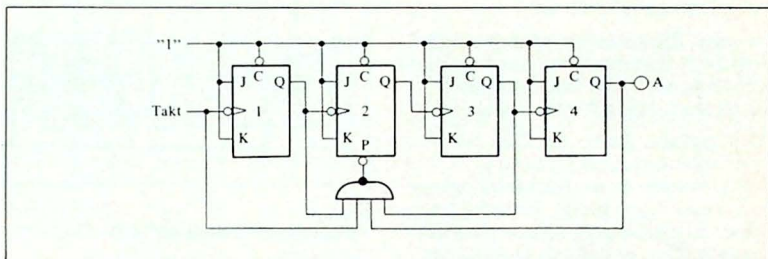 "1"
C C C C
J Q J Q J Q J Q A
Takt 1 2 3 4
K K K K
P